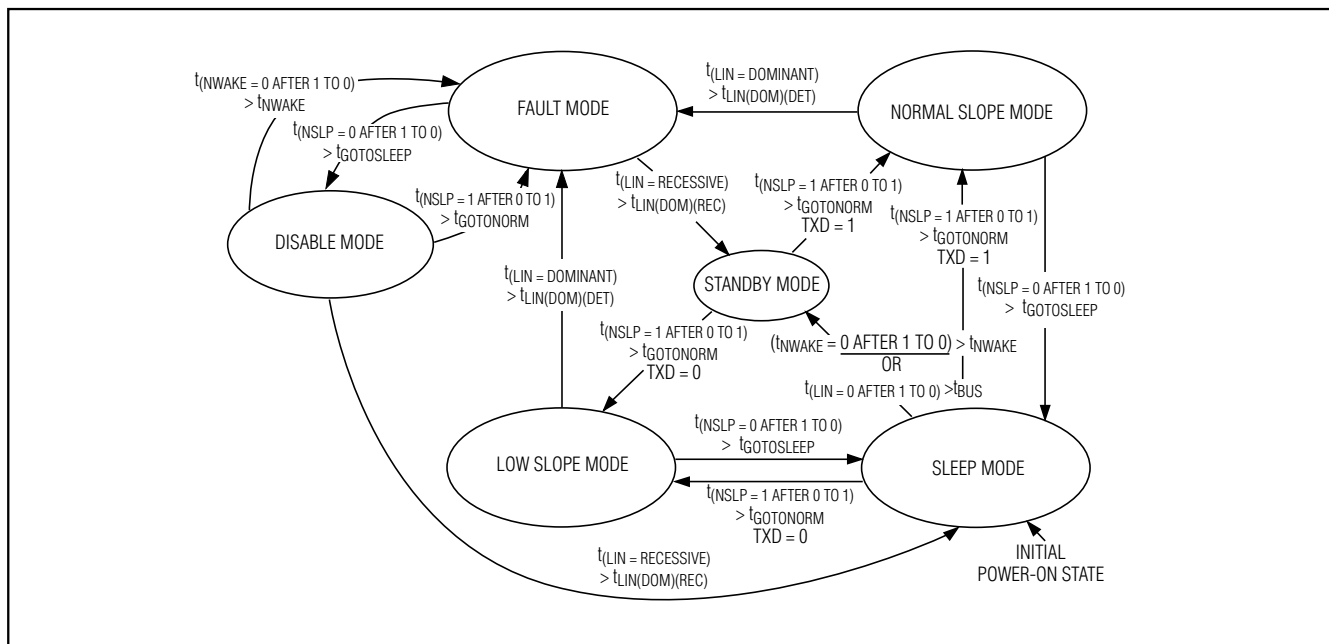 t(NWAKE = 0 AFTER 1 TO 0)
> tNWAKE
FAULT MODE
t(LIN = DOMINANT)
> tLIN(DOM)(DET)
NORMAL SLOPE MODE
t(NSLP = 0 AFTER 1 TO 0)
> tGOTOSLEEP
t(LIN = RECESSIVE)
> tLIN(DOM)(REC)
t(NSLP = 1 AFTER 0 TO 1)
> tGOTONORM
TXD = 1
t(NSLP = 1 AFTER 0 TO 1)
> tGOTONORM
t(NSLP = 1 AFTER 0 TO 1)
> tGOTONORM
TXD = 1
DISABLE MODE
STANDBY MODE
t(LIN = DOMINANT)
> tLIN(DOM)(DET)
t(NSLP = 0 AFTER 1 TO 0)
> tGOTOSLEEP
t(NSLP = 1 AFTER 0 TO 1)
> tGOTONORM
TXD = 0
(tNWAKE = 0 AFTER 1 TO 0) > tNWAKE
OR
t(LIN = 0 AFTER 1 TO 0) >tBUS
t(NSLP = 0 AFTER 1 TO 0)
> tGOTOSLEEP
LOW SLOPE MODE
SLEEP MODE
t(NSLP = 1 AFTER 0 TO 1)
> tGOTONORM
TXD = 0
t(LIN = RECESSIVE)
> tLIN(DOM)(REC)
INITIAL
POWER-ON STATE